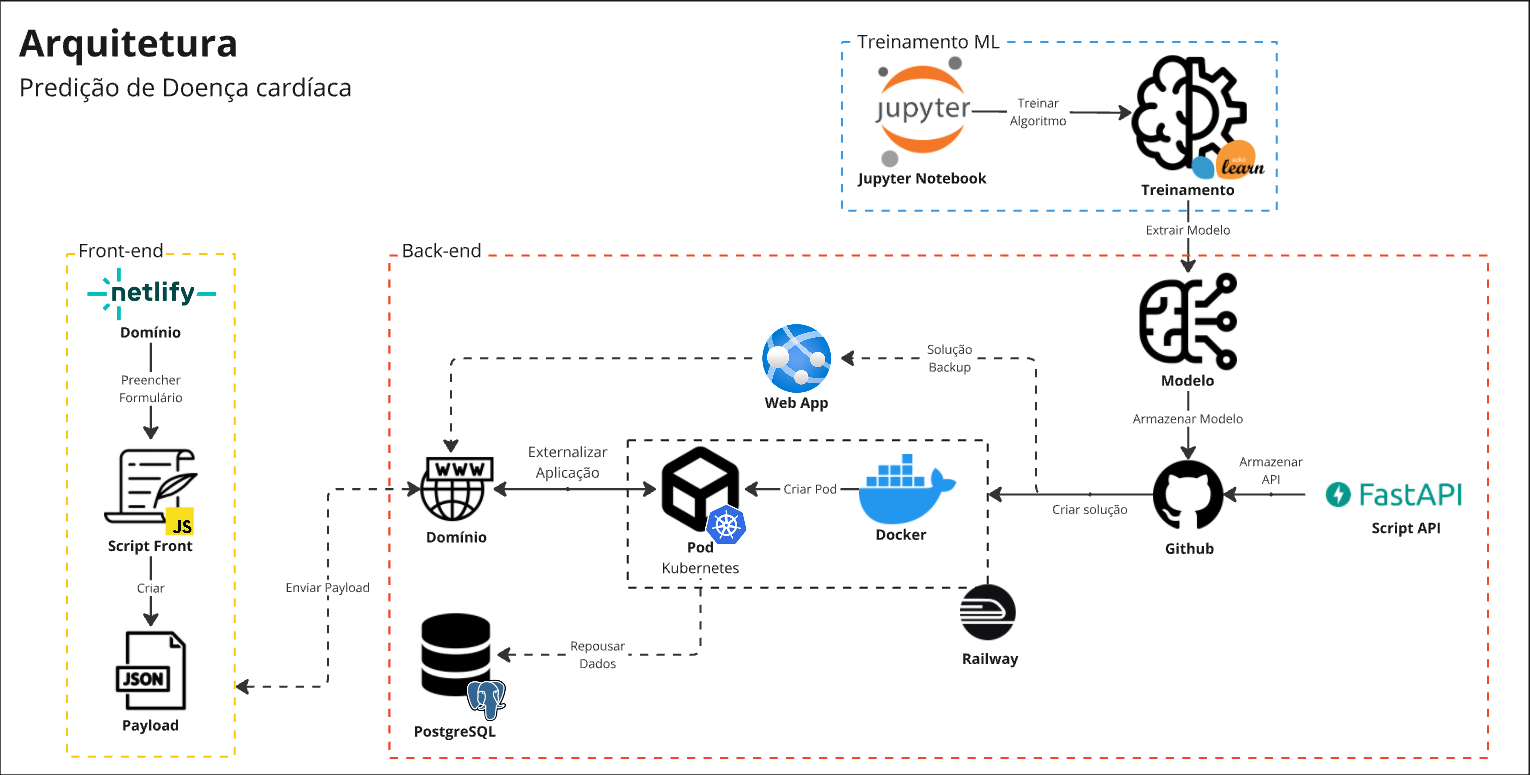 Arquitetura
Predição de Doença cardíaca
Treinamento ML
jupyter
Jupyter Notebook
Treinar
Algoritmo
learn
Treinamento
Extrair Modelo
Front-end
netlify
Domínio
Preencher
Formulário
JS
Script Front
Criar
JSON
Payload
Enviar Payload
Back-end
Modelo
Armazenar Modelo
Solução
Backup
Web App
WWW
Domínio
Externalizar
Aplicação
Pod
Kubernetes
Criar Pod
Docker
Criar solução
Github
Armazenar
API
FastAPI
Script API
Railway
Repousar
Dados
PostgreSQL